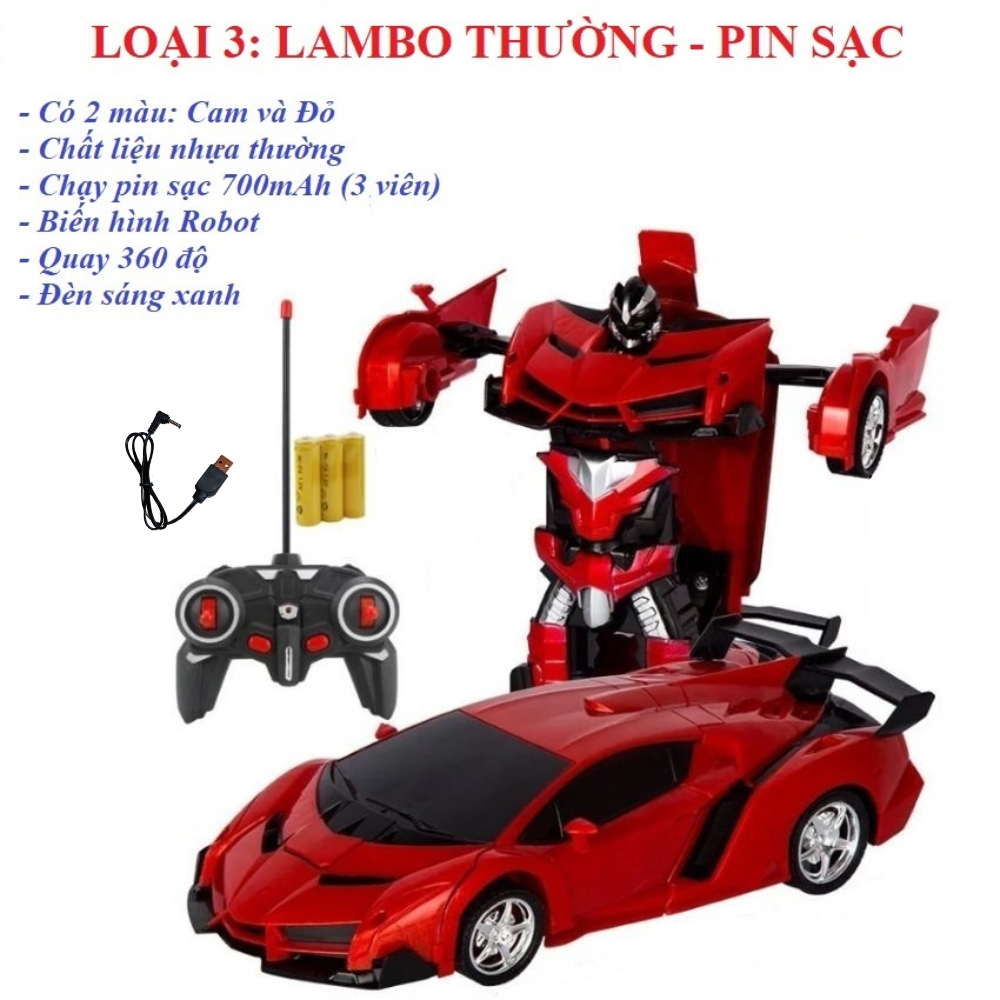 LOẠI 3: LAMBO THƯỜNG - PIN SẠC
- Có 2 màu: Cam và Đỏ
- Chất liệu nhựa thường
- Chạy pin sạc 700mAh (3 viên)
- Biến hình Robot
- Quay 360 độ
- Đèn sáng xanh